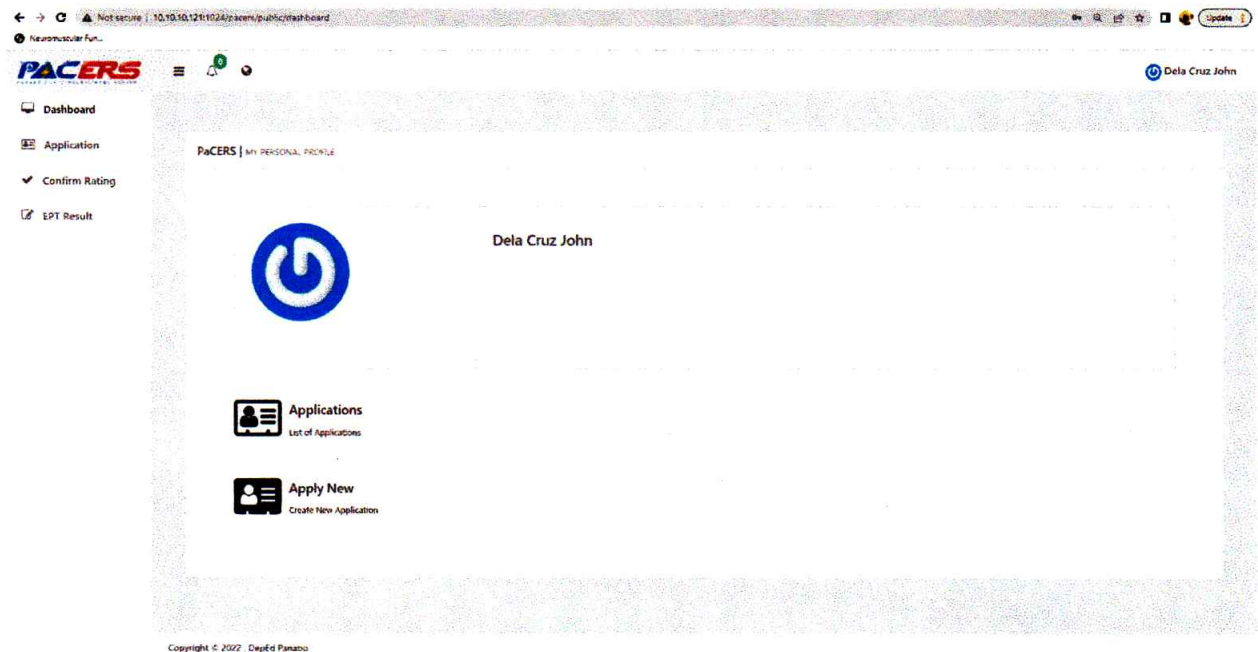 Not secure | 10.10.10.121:1024/pacers/public/dashboard
Update
Neuromuscular Fun...
PACERS
0
Dela Cruz John
Dashboard
Application
Confirm Rating
EPT Result
PaCERS | MY PERSONAL PROFILE
Dela Cruz John
Applications
List of Applications
Apply New
Create New Application
Copyright © 2022 . DepEd Panabo